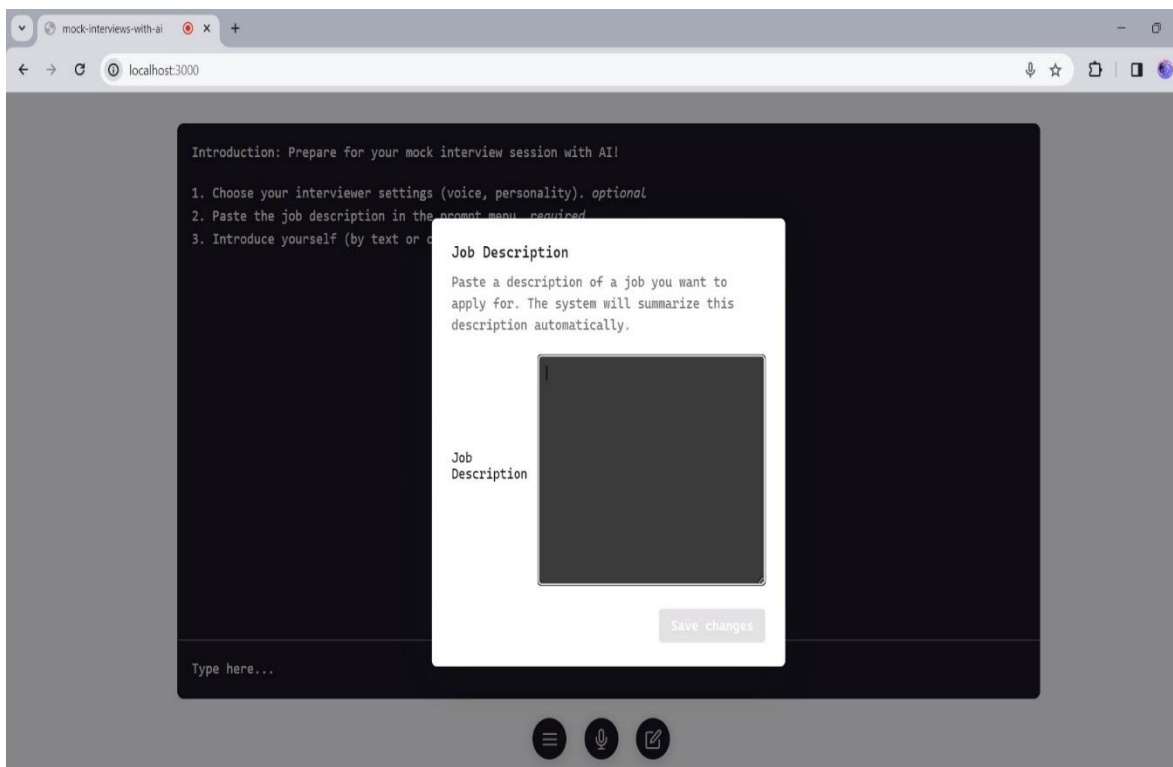 mock-interviews-with-ai
localhost:3000
Introduction: Prepare for your mock interview session with AI!
1. Choose your interviewer settings (voice, personality). optional
2. Paste the job description in the prompt menu. required
3. Introduce yourself (by text or
Job Description
Paste a description of a job you want to
apply for. The system will summarize this
description automatically.
Job
Description
Save changes
Type here...